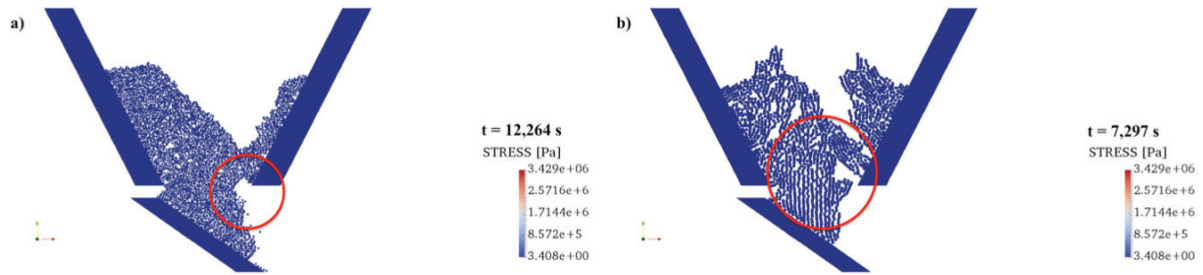 a)
t = 12,264 s
STRESS [Pa]
3.429e+06
2.5716e+6
1.7144e+6
8.572e+5
3.408e+00
b)
t = 7,297 s
STRESS [Pa]
3.429e+06
2.5716e+6
1.7144e+6
8.572e+5
3.408e+00